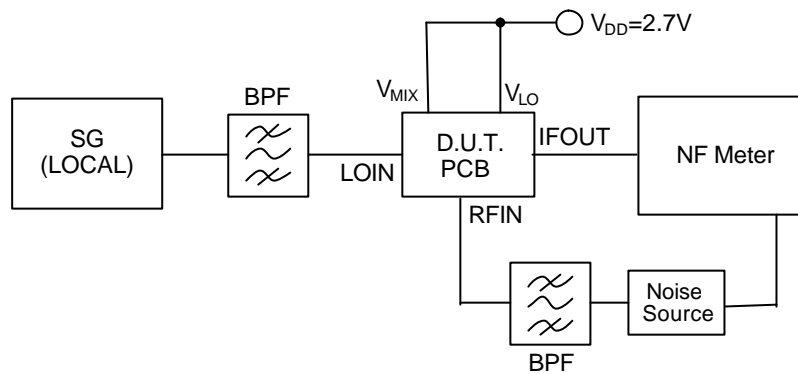 V_DD=2.7V
BPF
V_MIX
V_LO
SG
(LOCAL)
D.U.T.
PCB
IFOUT
NF Meter
LOIN
RFIN
Noise
Source
BPF